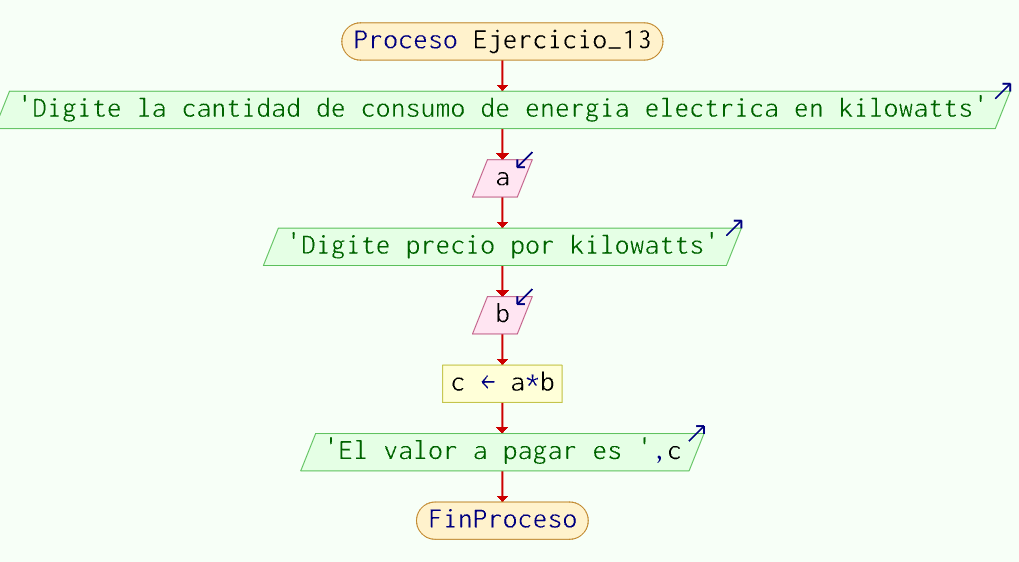 Proceso Ejercicio_13
'Digite la cantidad de consumo de energia electrica en kilowatts'
a
'Digite precio por kilowatts'
b
c ← a*b
'El valor a pagar es ',c
FinProceso